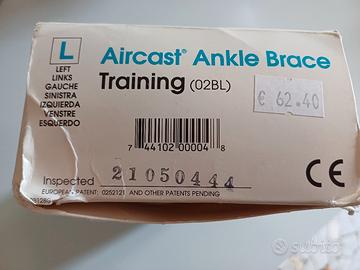 L
LEFT
LINKS
GAUCHE
SINISTRA
IZQUIERDA
VENSTRE
ESQUERDO
Aircast® Ankle Brace
Training (02BL)
€ 62.40
7 44102 00004 8
Inspected 21050444
EUROPEAN PATENT: 0252121 AND OTHER PATENTS PENDING
CE
subito